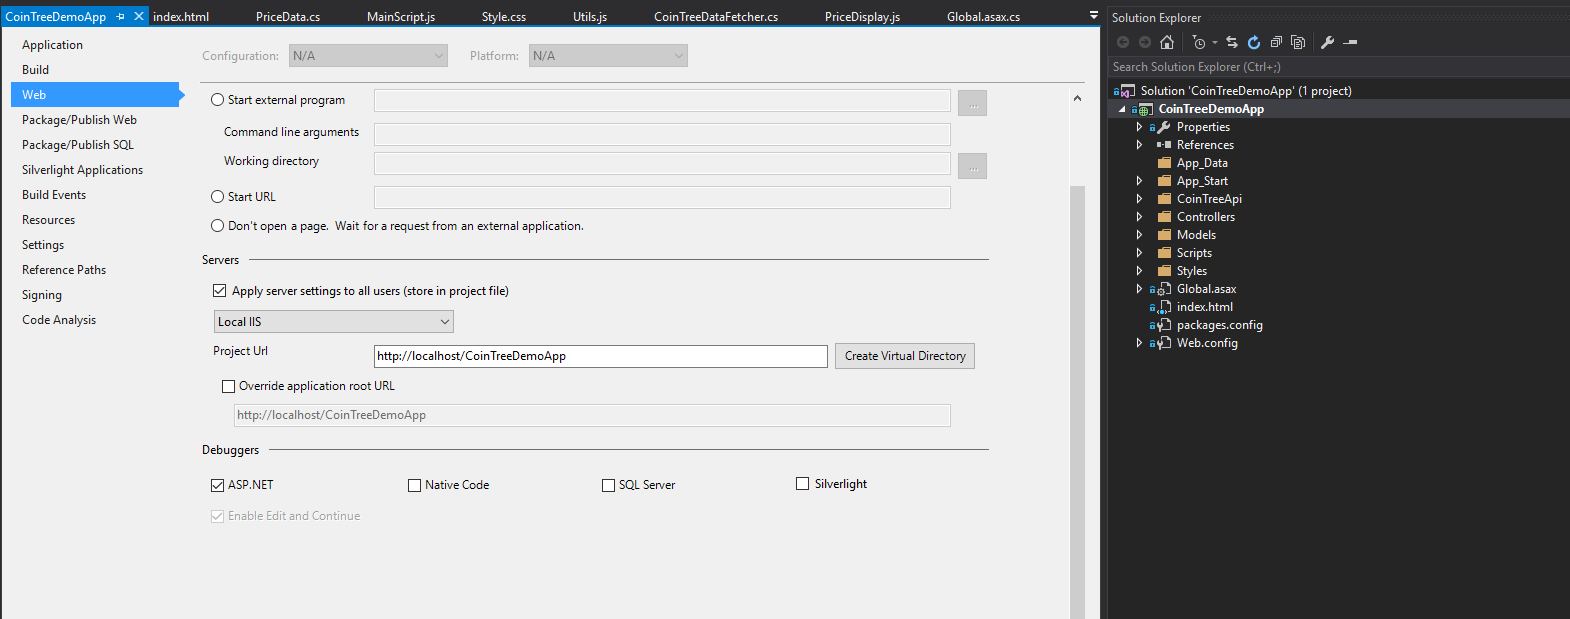 CoinTreeDemoApp index.html PriceData.cs MainScript.js Style.css Utils.js CoinTreeDataFetcher.cs PriceDisplay.js Global.asax.cs
Application
Build
Web
Package/Publish Web
Package/Publish SQL
Silverlight Applications
Build Events
Resources
Settings
Reference Paths
Signing
Code Analysis
Configuration: N/A Platform: N/A
Start external program ...
Command line arguments
Working directory ...
Start URL
Don't open a page. Wait for a request from an external application.
Servers
Apply server settings to all users (store in project file)
Local IIS
Project Url http://localhost/CoinTreeDemoApp Create Virtual Directory
Override application root URL
http://localhost/CoinTreeDemoApp
Debuggers
ASP.NET Native Code SQL Server Silverlight
Enable Edit and Continue
Solution Explorer
Search Solution Explorer (Ctrl+;)
Solution 'CoinTreeDemoApp' (1 project)
CoinTreeDemoApp
Properties
References
App_Data
App_Start
CoinTreeApi
Controllers
Models
Scripts
Styles
Global.asax
index.html
packages.config
Web.config